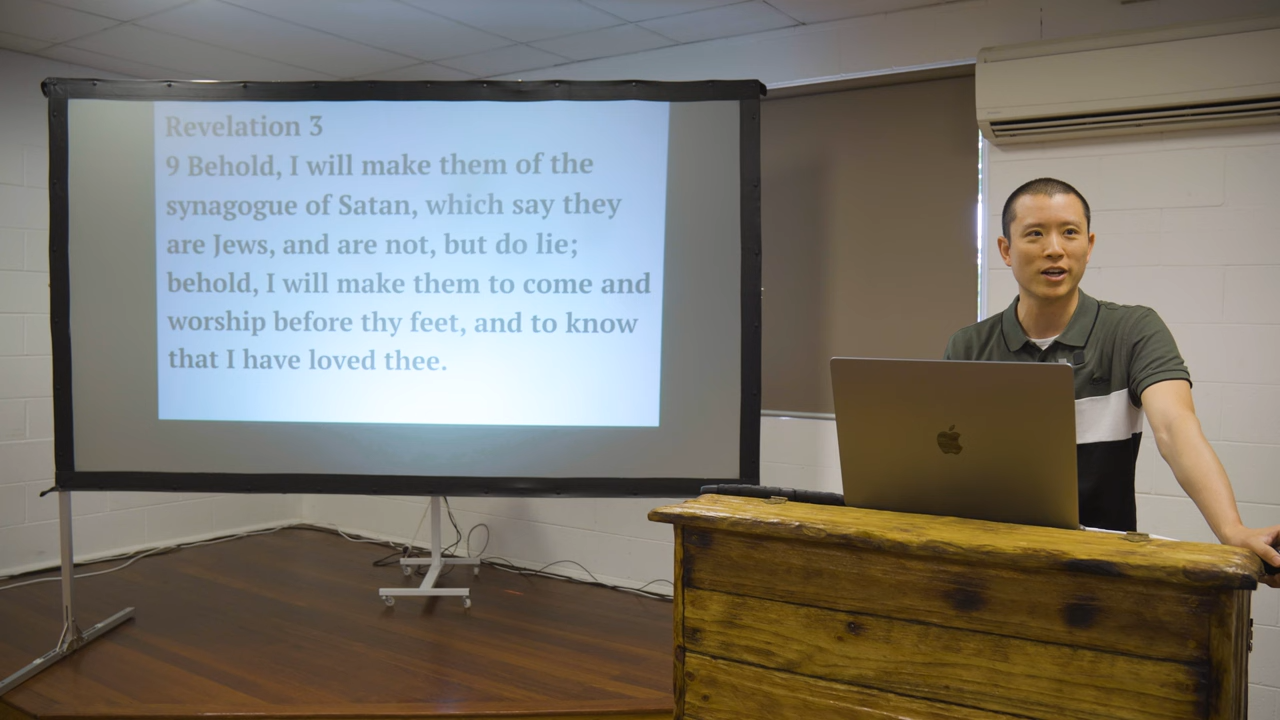 Revelation 3
9 Behold, I will make them of the
synagogue of Satan, which say they
are Jews, and are not, but do lie;
behold, I will make them to come and
worship before thy feet, and to know
that I have loved thee.